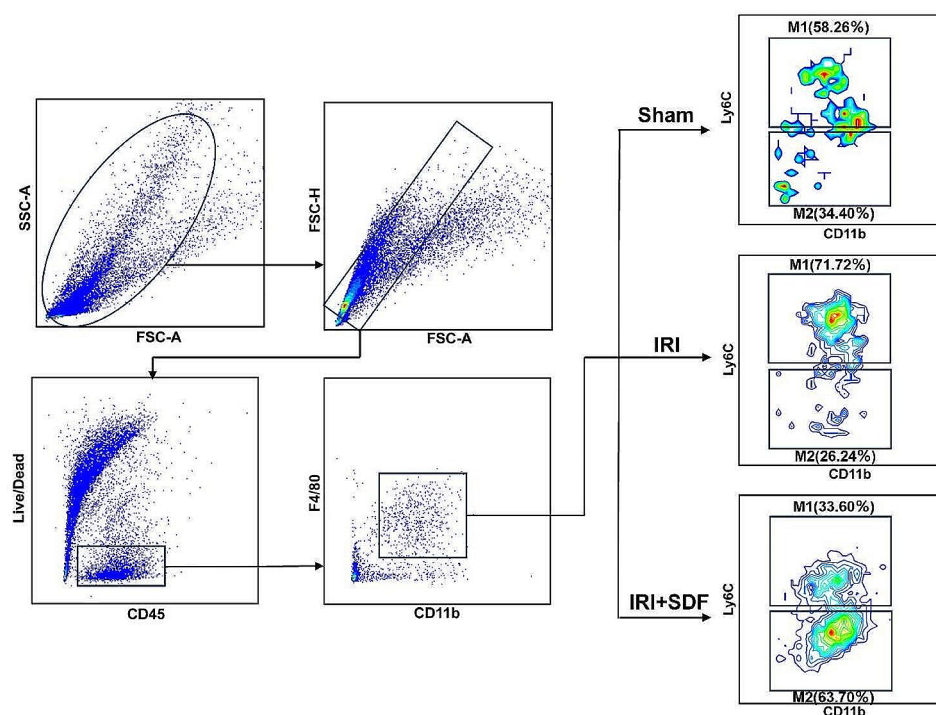 SSC-A
FSC-A
FSC-H
FSC-A
Live/Dead
CD45
F4/80
CD11b
Sham
M1(58.26%)
Ly6C
M2(34.40%)
CD11b
IRI
M1(71.72%)
Ly6C
M2(26.24%)
CD11b
IRI+SDF
M1(33.60%)
Ly6C
M2(63.70%)
CD11b